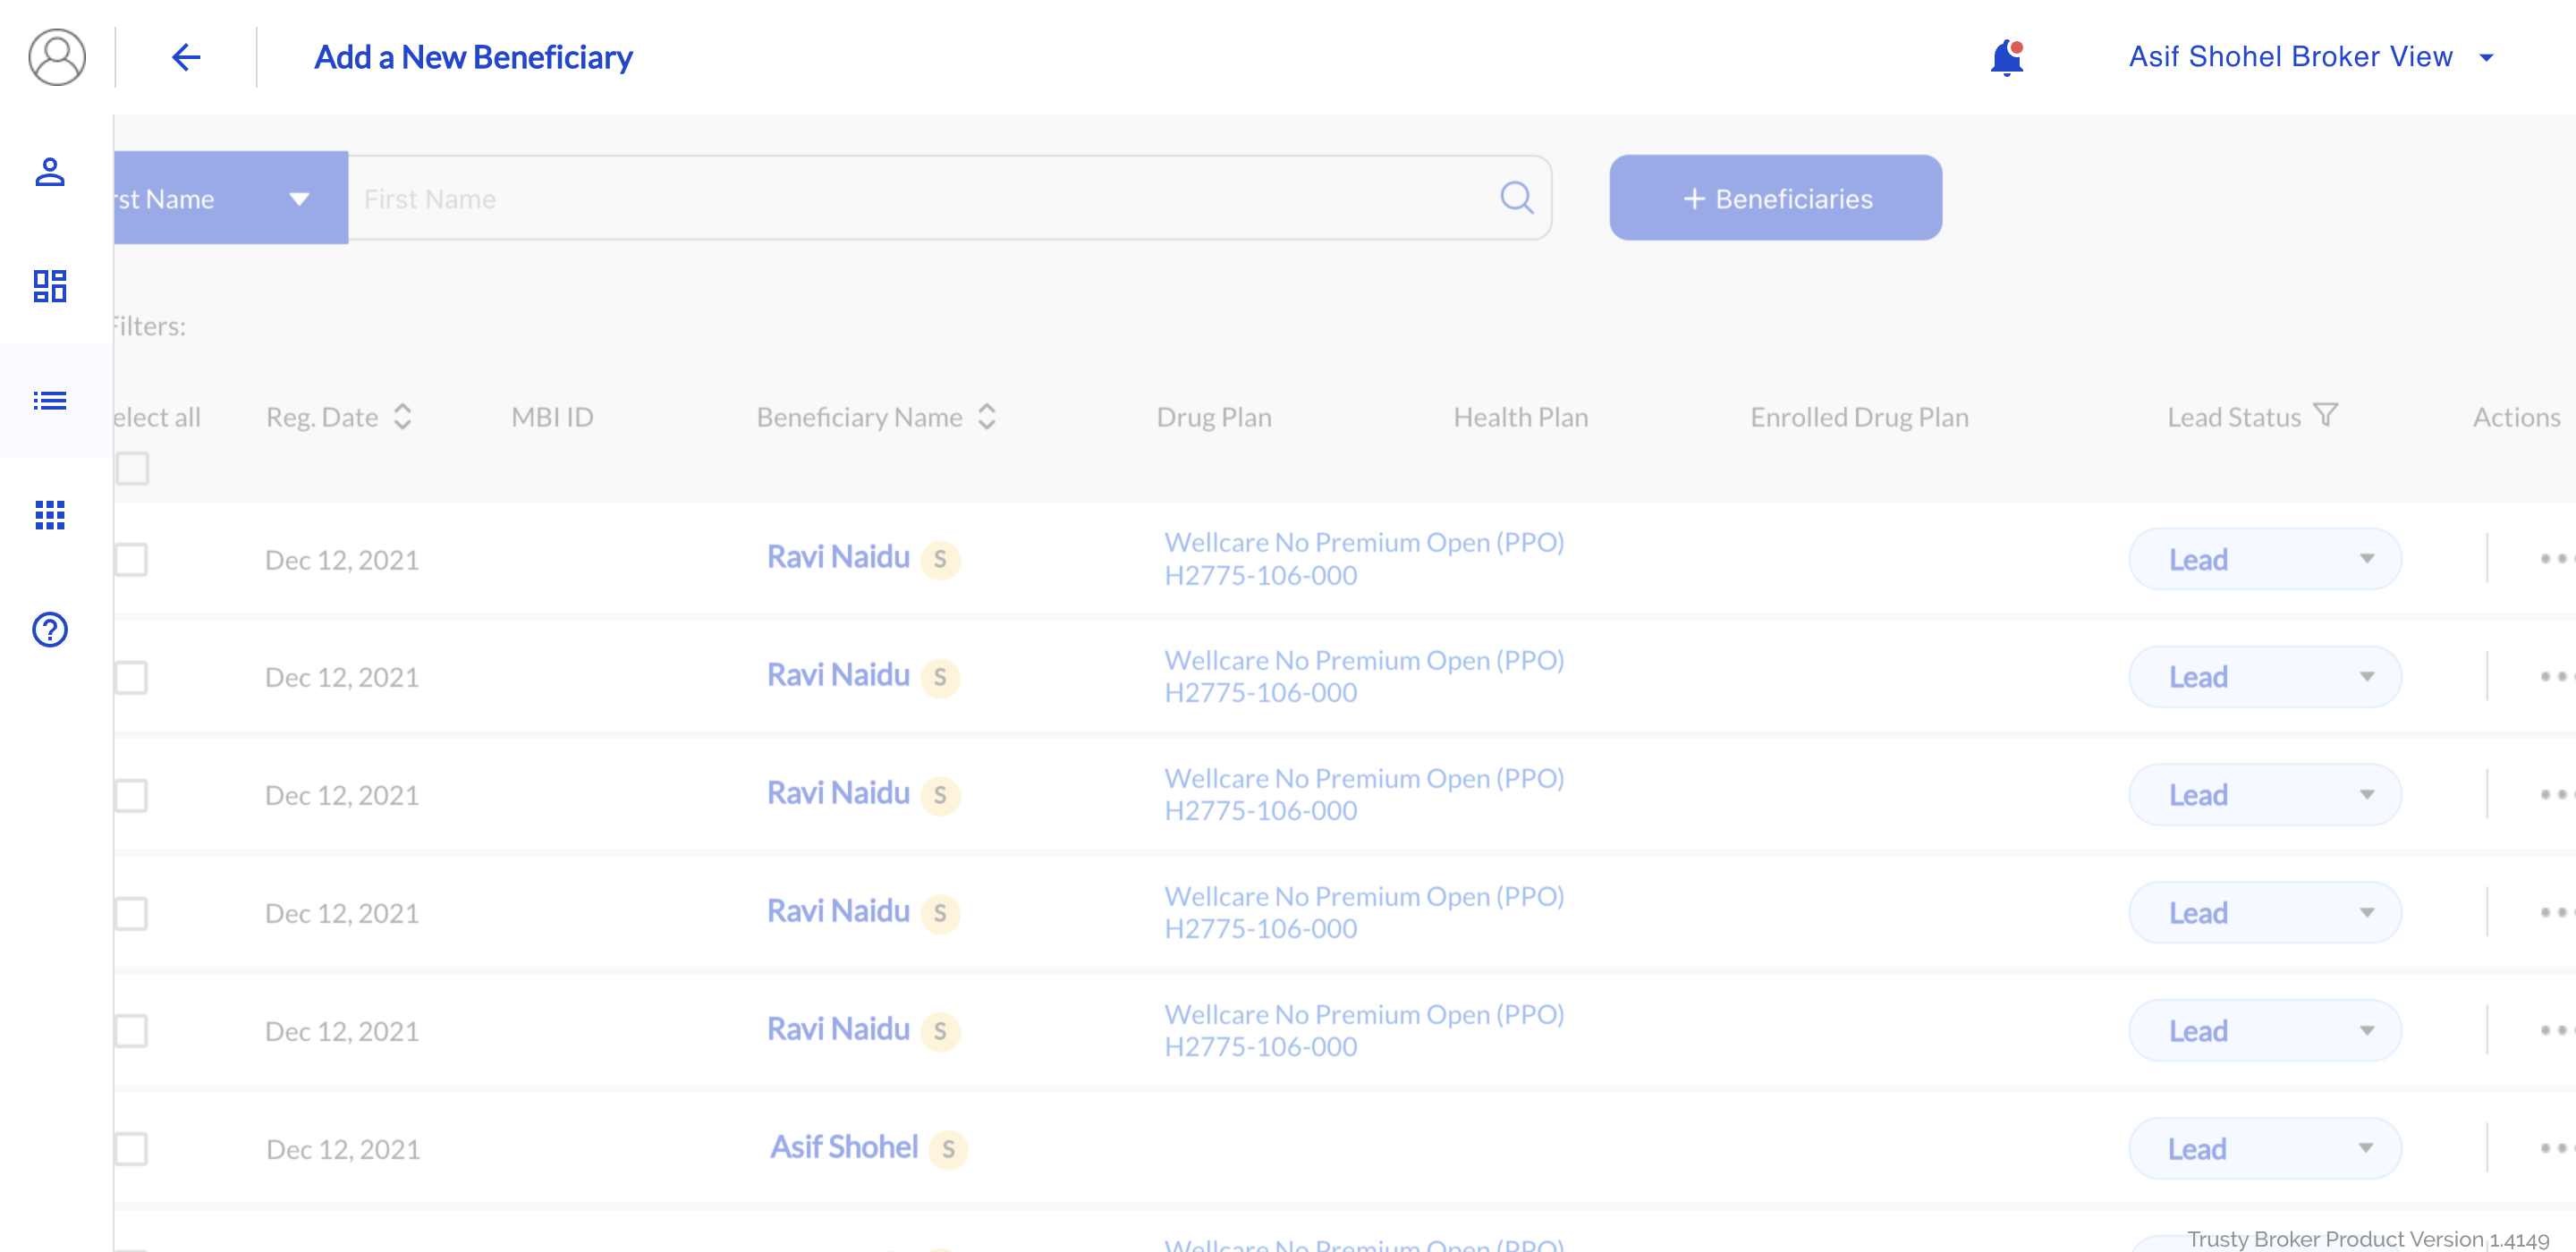 Add a New Beneficiary
Asif Shohel Broker View
rst Name
First Name
+ Beneficiaries
Filters:
elect all Reg. Date MBI ID Beneficiary Name Drug Plan Health Plan Enrolled Drug Plan Lead Status Actions
Dec 12, 2021 Ravi Naidu S Wellcare No Premium Open (PPO) Lead
H2775-106-000
Dec 12, 2021 Ravi Naidu S Wellcare No Premium Open (PPO) Lead
H2775-106-000
Dec 12, 2021 Ravi Naidu S Wellcare No Premium Open (PPO) Lead
H2775-106-000
Dec 12, 2021 Ravi Naidu S Wellcare No Premium Open (PPO) Lead
H2775-106-000
Dec 12, 2021 Ravi Naidu S Wellcare No Premium Open (PPO) Lead
H2775-106-000
Dec 12, 2021 Asif Shohel S Lead
Wellcare No Premium Open (PPO)
Trusty Broker Product Version 1.4149